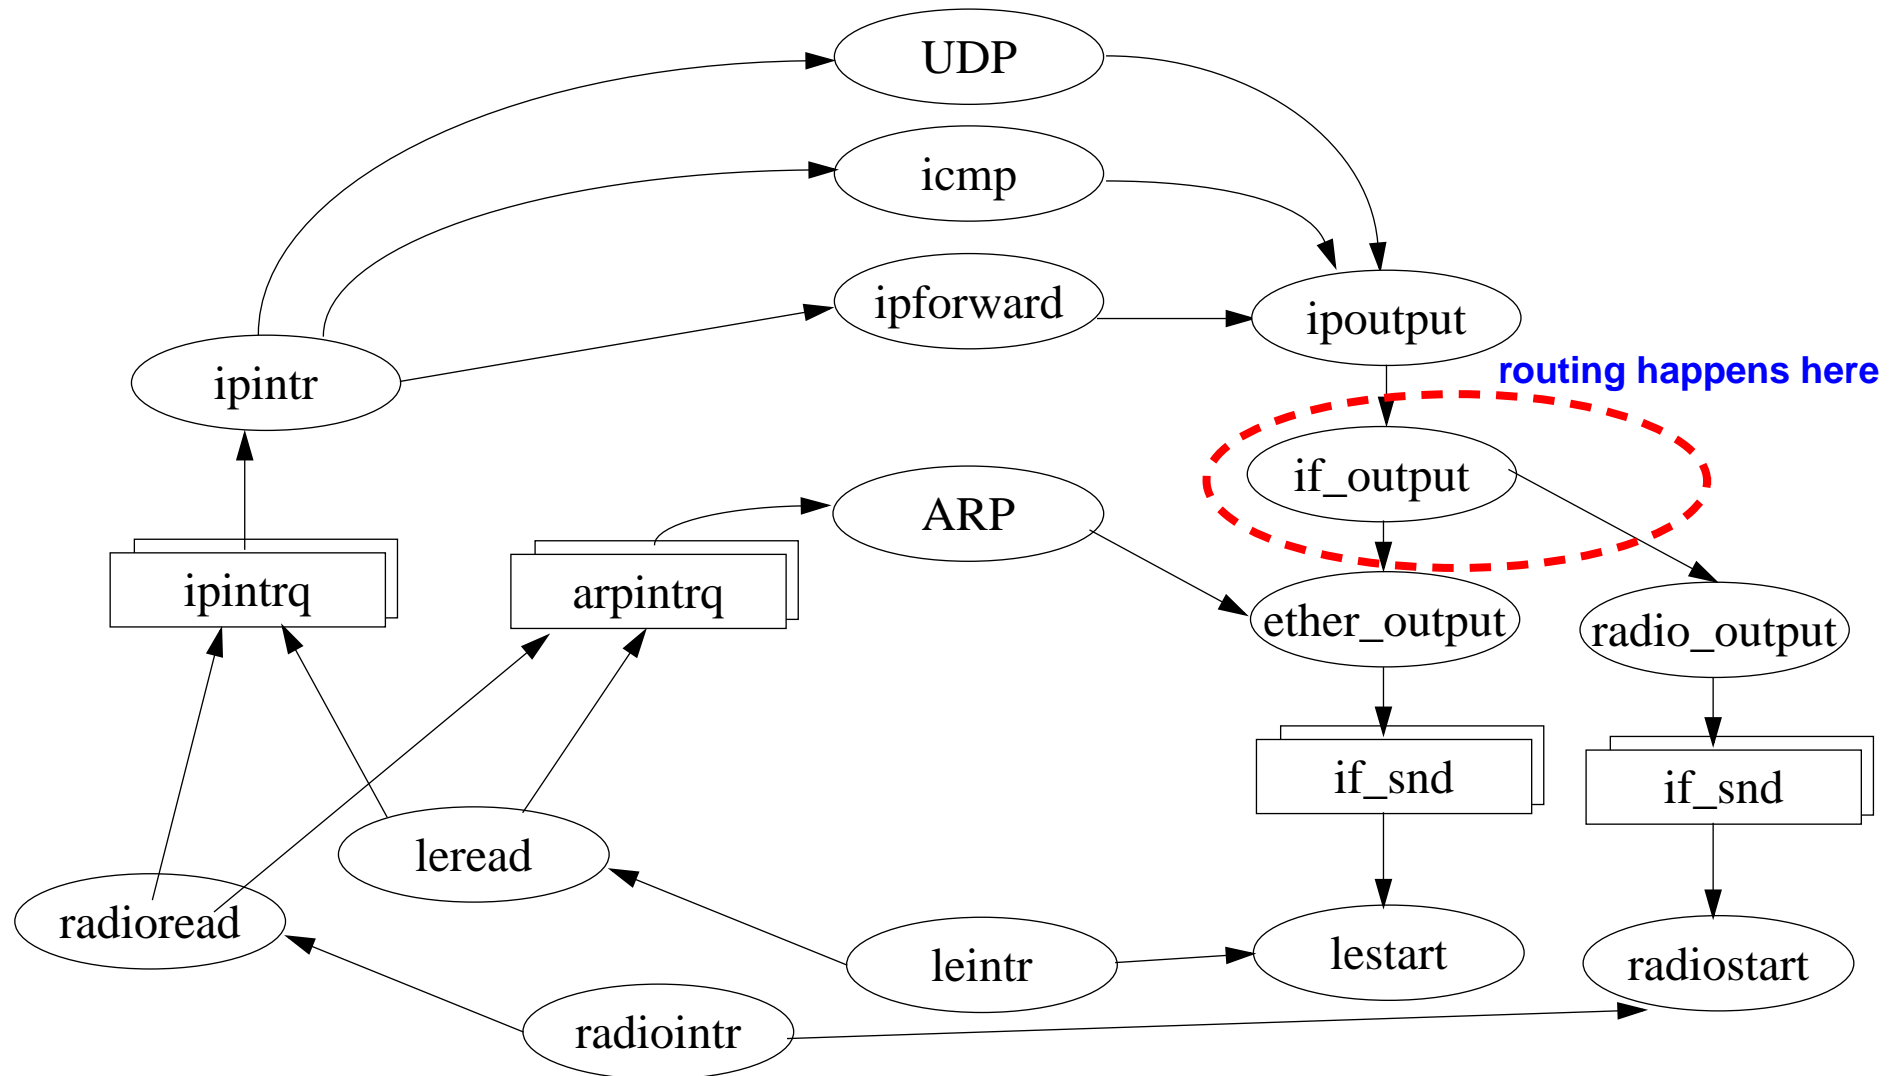 UDP
icmp
ipforward
ipoutput
routing happens here
ipintr
if_output
ARP
ipintrq
arpintrq
ether_output
radio_output
if_snd
if_snd
leread
radioread
leintr
lestart
radiostart
radiointr